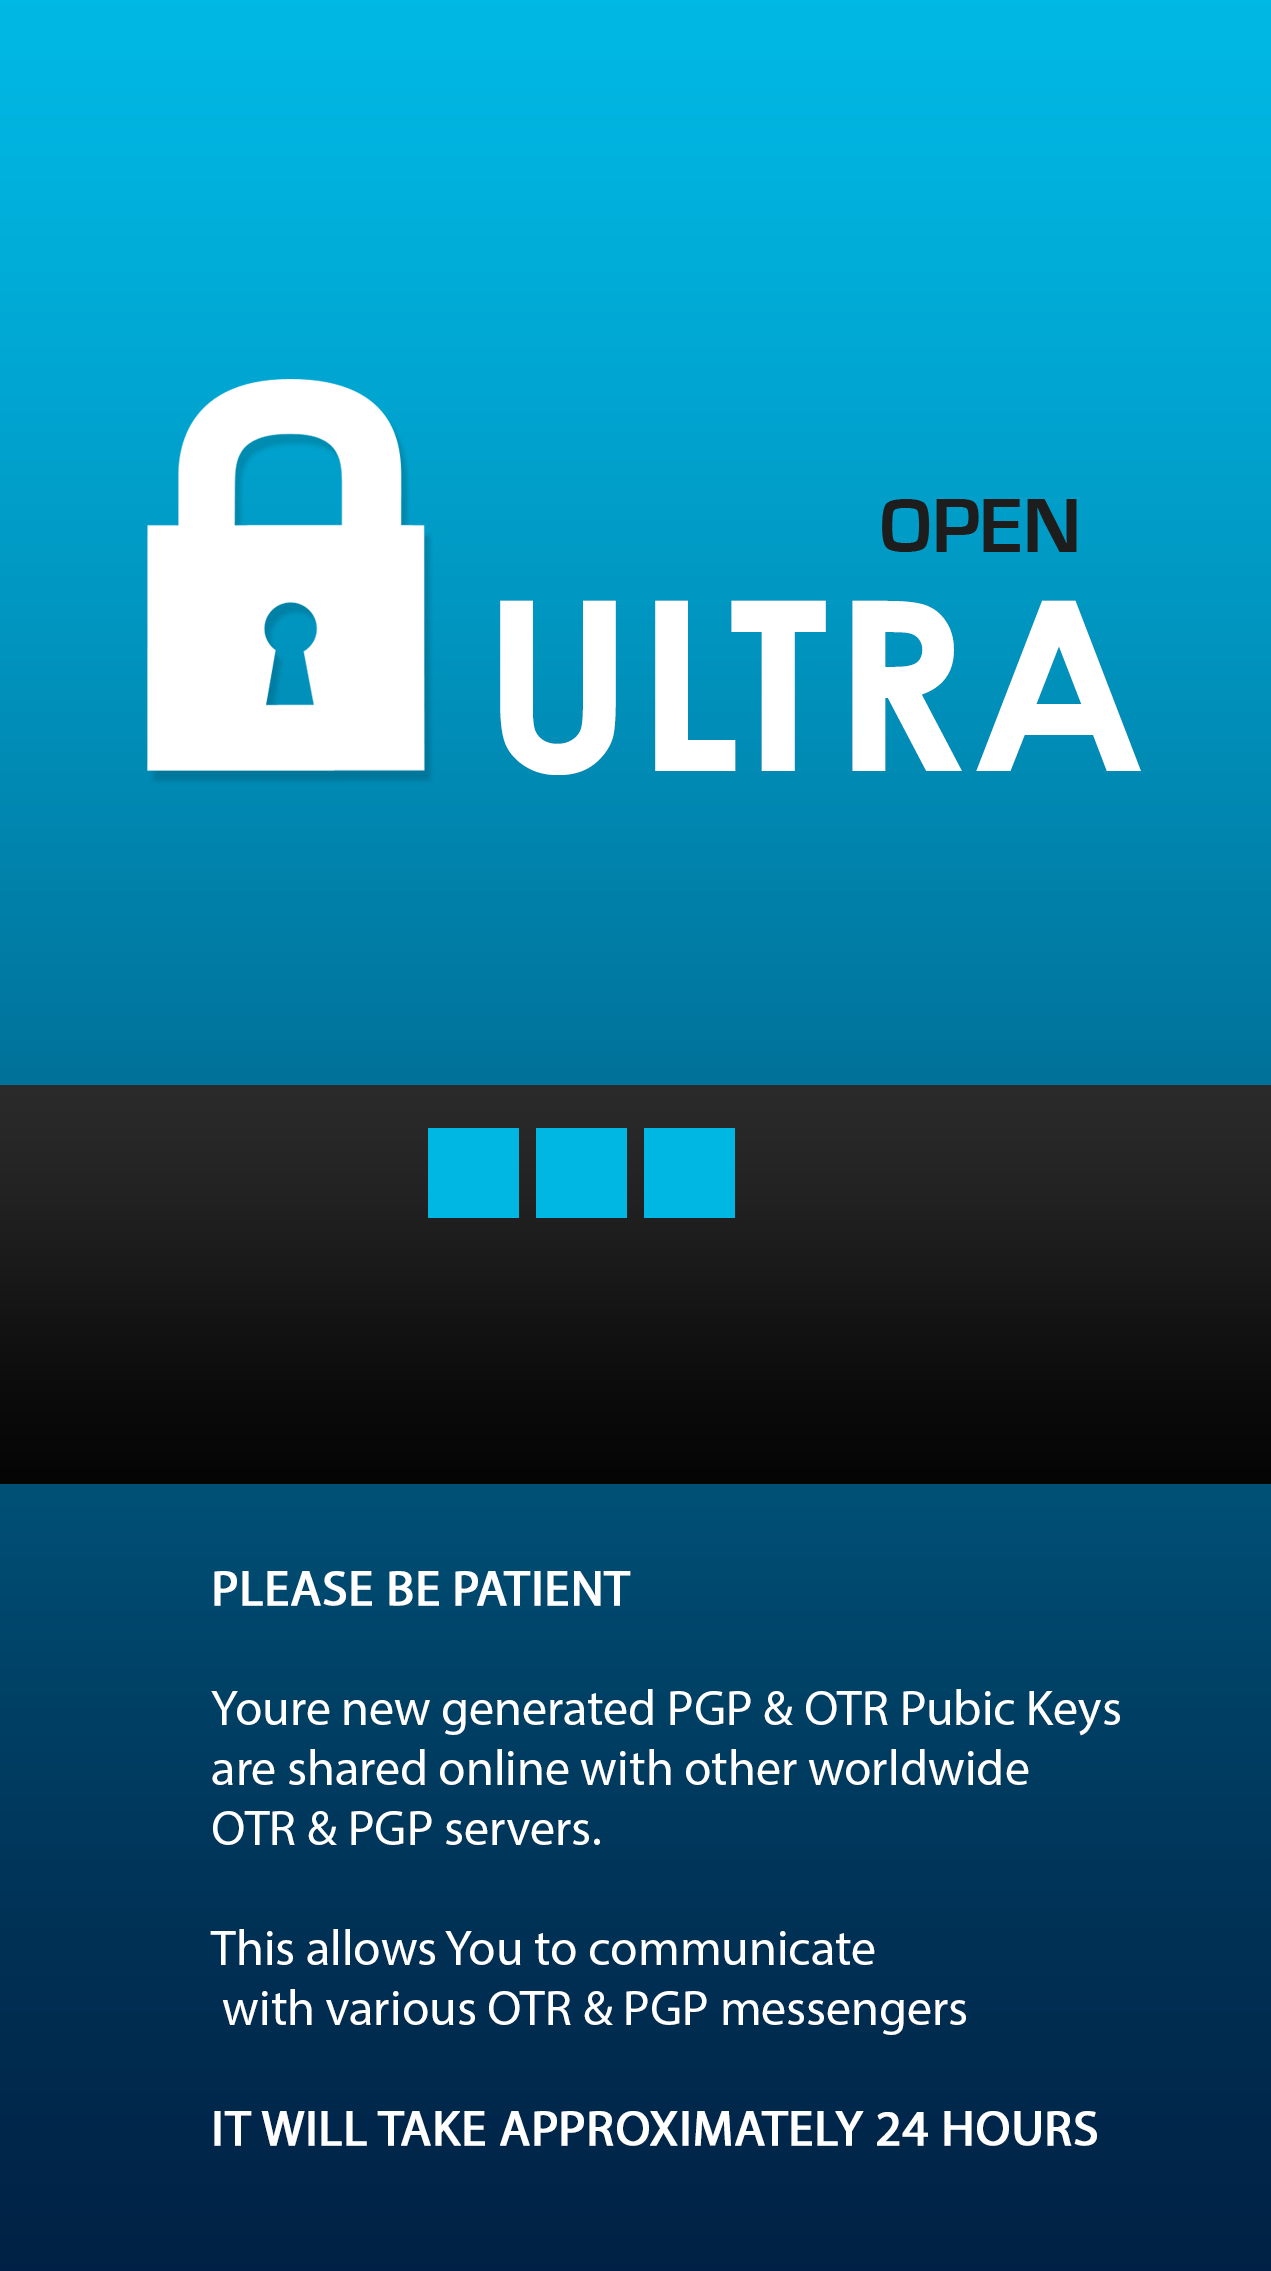 OPEN
ULTRA
PLEASE BE PATIENT
Youre new generated PGP & OTR Pubic Keys
are shared online with other worldwide
OTR & PGP servers.
This allows You to communicate
with various OTR & PGP messengers
IT WILL TAKE APPROXIMATELY 24 HOURS